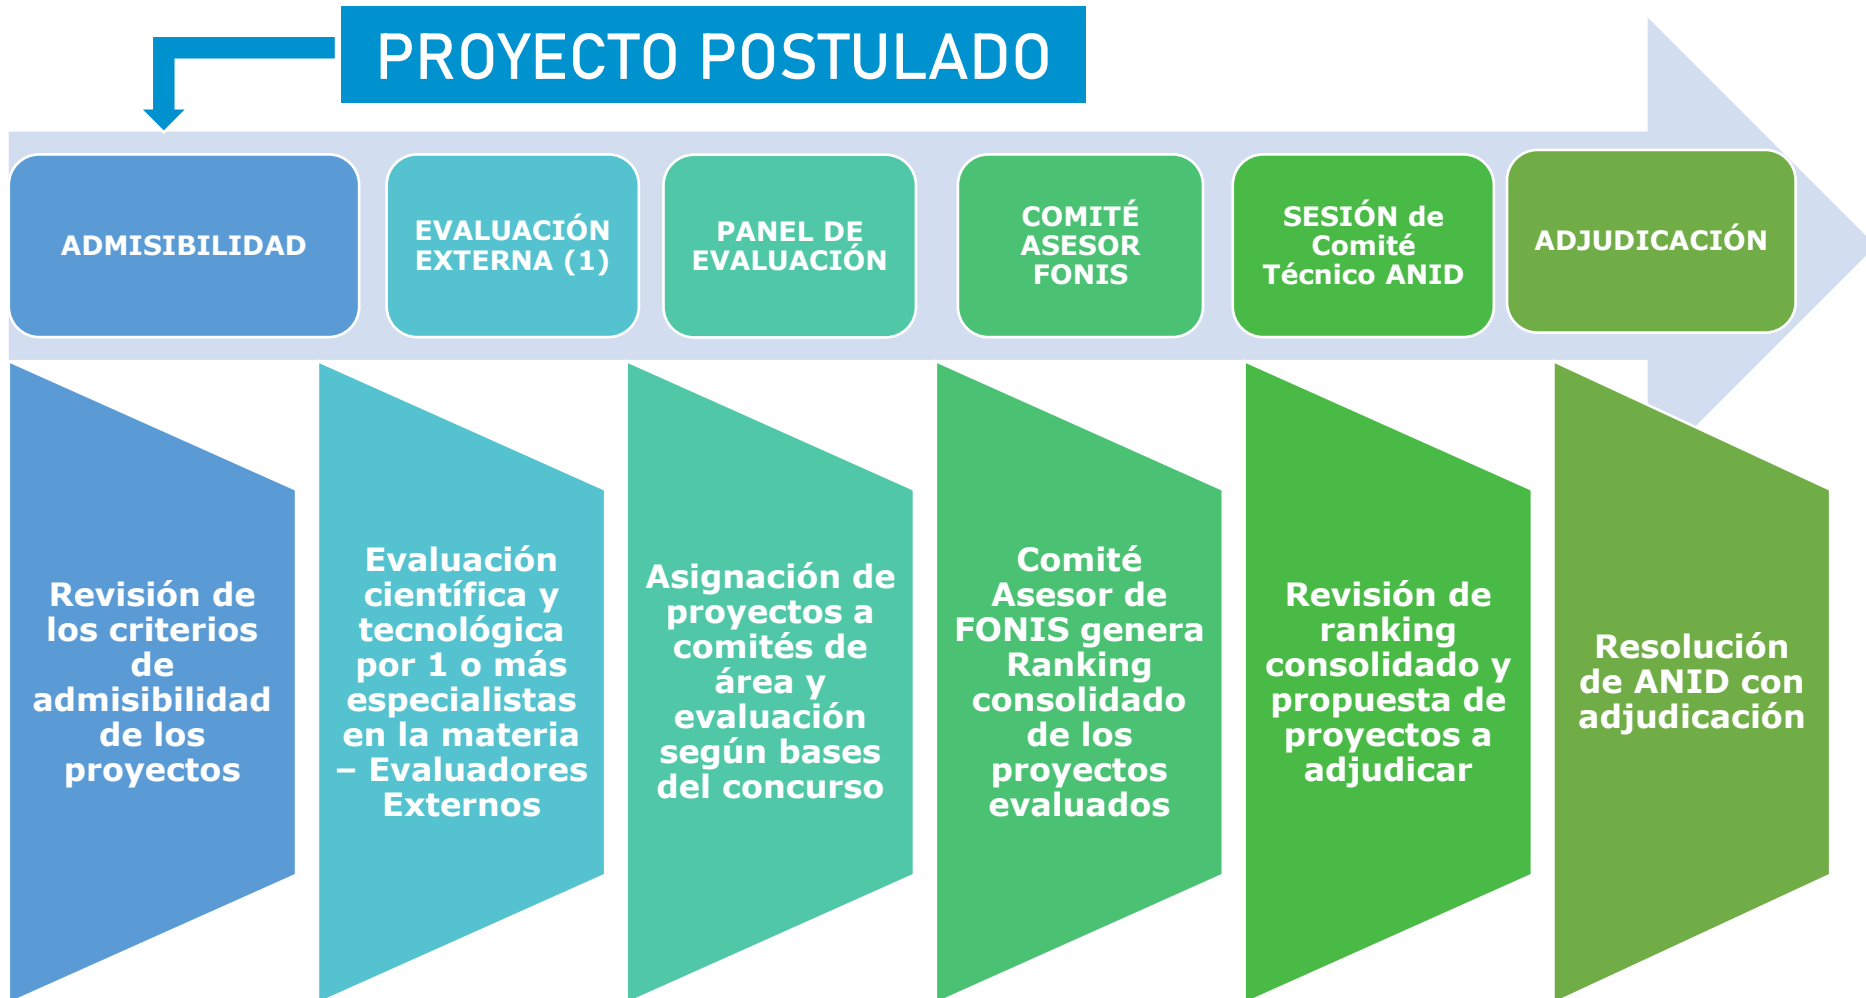 PROYECTO POSTULADO
ADMISIBILIDAD
EVALUACIÓN
EXTERNA (1)
PANEL DE
EVALUACIÓN
COMITÉ
ASESOR
FONIS
SESIÓN de
Comité
Técnico ANID
ADJUDICACIÓN
Revisión de
los criterios
de
admisibilidad
de los
proyectos
Evaluación
científica y
tecnológica
por 1 o más
especialistas
en la materia
– Evaluadores
Externos
Asignación de
proyectos a
comités de
área y
evaluación
según bases
del concurso
Comité
Asesor de
FONIS genera
Ranking
consolidado
de los
proyectos
evaluados
Revisión de
ranking
consolidado y
propuesta de
proyectos a
adjudicar
Resolución
de ANID con
adjudicación